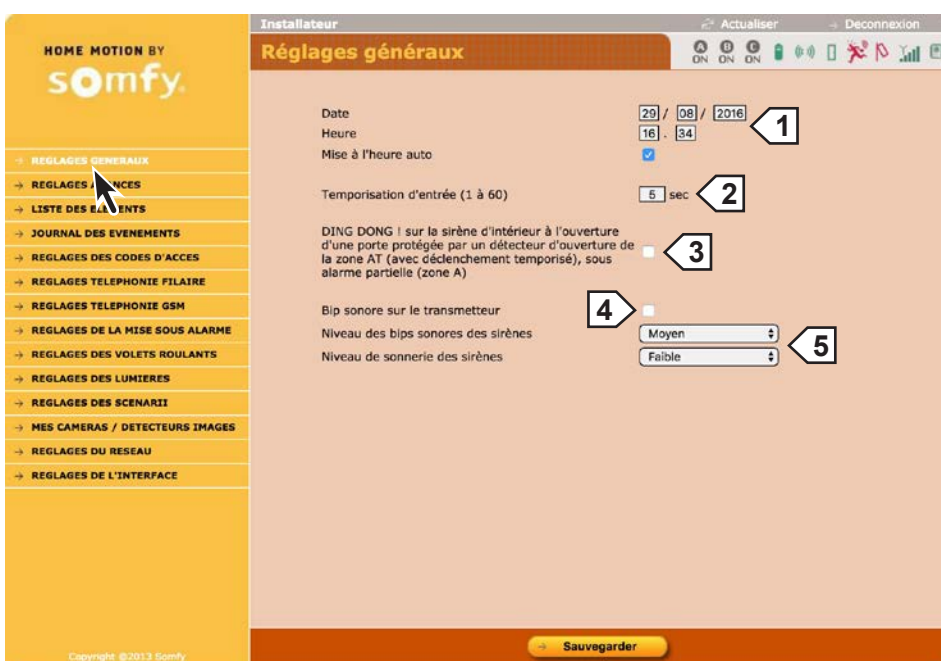 Installateur
Actualiser
Deconnexion
HOME MOTION BY
somfy.
Réglages généraux
A B C
ON ON ON
REGLAGES GENERAUX
REGLAGES AVANCES
LISTE DES ELEMENTS
JOURNAL DES EVENEMENTS
REGLAGES DES CODES D'ACCES
REGLAGES TELEPHONIE FILAIRE
REGLAGES TELEPHONIE GSM
REGLAGES DE LA MISE SOUS ALARME
REGLAGES DES VOLETS ROULANTS
REGLAGES DES LUMIERES
REGLAGES DES SCENARII
MES CAMERAS / DETECTEURS IMAGES
REGLAGES DU RESEAU
REGLAGES DE L'INTERFACE
Copyright @2013 Somfy
Date 29 / 08 / 2016
Heure 16 . 34
1
Mise à l'heure auto
Temporisation d'entrée (1 à 60) 5 sec 2
DING DONG ! sur la sirène d'intérieur à l'ouverture
d'une porte protégée par un détecteur d'ouverture de
la zone AT (avec déclenchement temporisé), sous
alarme partielle (zone A)
3
Bip sonore sur le transmetteur 4
Niveau des bips sonores des sirènes Moyen
Niveau de sonnerie des sirènes Faible
5
Sauvegarder